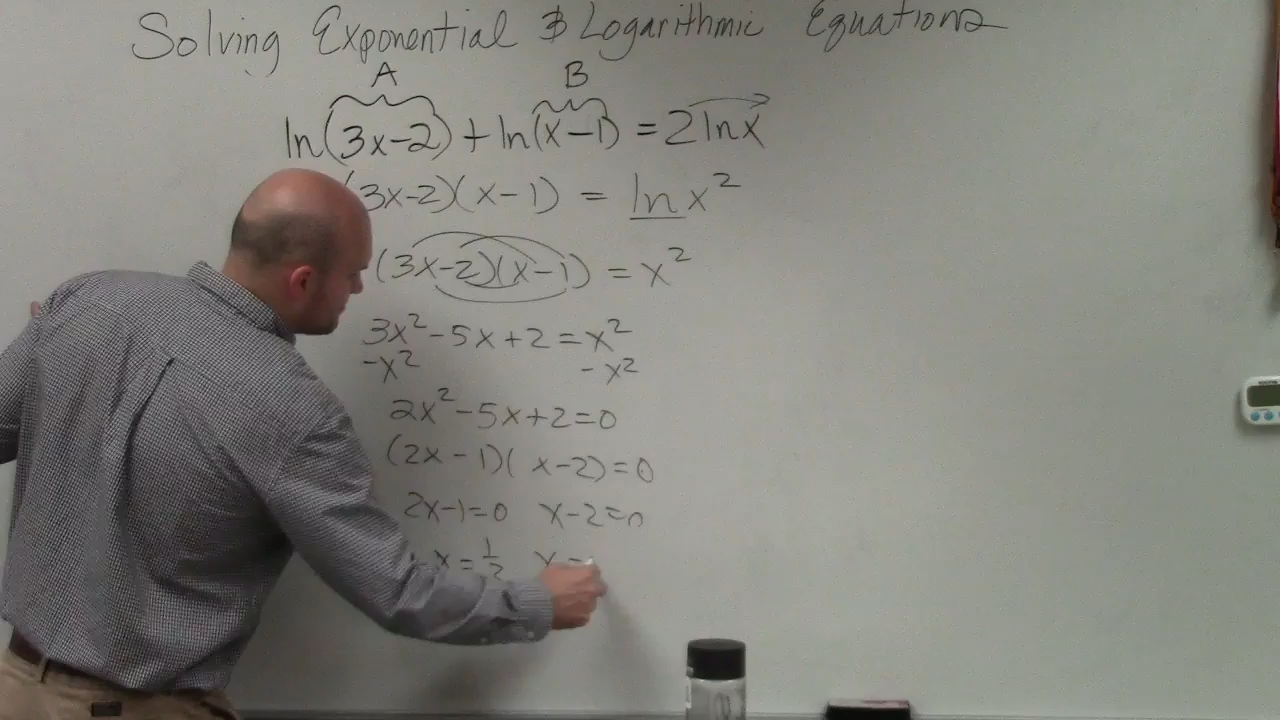 Solving Exponential & Logarithmic Equations
A B
ln(3x-2) + ln(x-1) = 2lnx
(3x-2)(x-1) = ln x²
(3x-2)(x-1) = x²
3x²-5x+2=x²
-x² -x²
2x²-5x+2=0
(2x-1)(x-2)=0
2x-1=0 x-2=0
x=1/2 x=